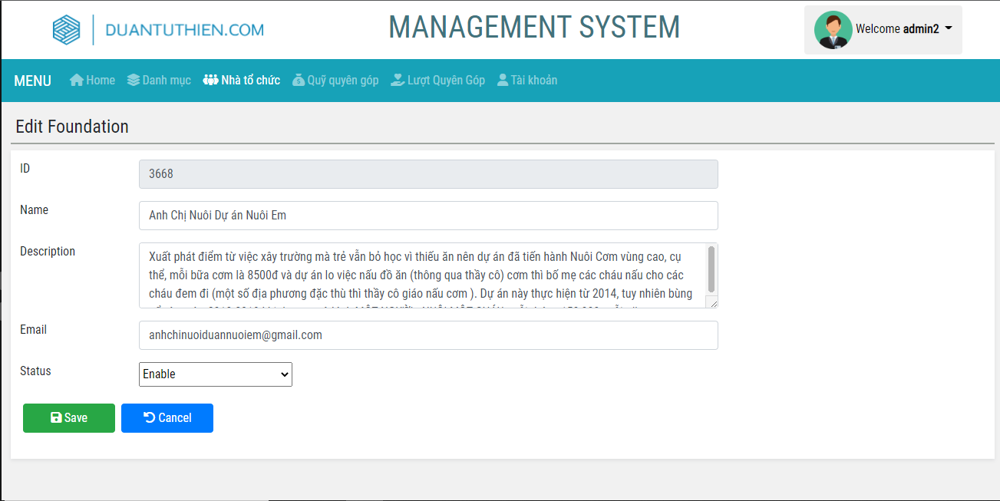 DUANTUTHIEN.COM
MANAGEMENT SYSTEM
Welcome admin2
MENU Home Danh mục Nhà tổ chức Quỹ quyên góp Lượt Quyên Góp Tài khoản
Edit Foundation
ID 3668
Name Anh Chị Nuôi Dự án Nuôi Em
Description Xuất phát điểm từ việc xây trường mà trẻ vẫn bỏ học vì thiếu ăn nên dự án đã tiến hành Nuôi Cơm vùng cao, cụ
thể, mỗi bữa cơm là 8500đ và dự án lo việc nấu đồ ăn (thông qua thầy cô) cơm thì bố mẹ các cháu nấu cho các
cháu đem đi (một số địa phương đặc thù thì thầy cô giáo nấu cơm ). Dự án này thực hiện từ 2014, tuy nhiên bùng
Email anhchinuoiduannuoiem@gmail.com
Status Enable
Save Cancel